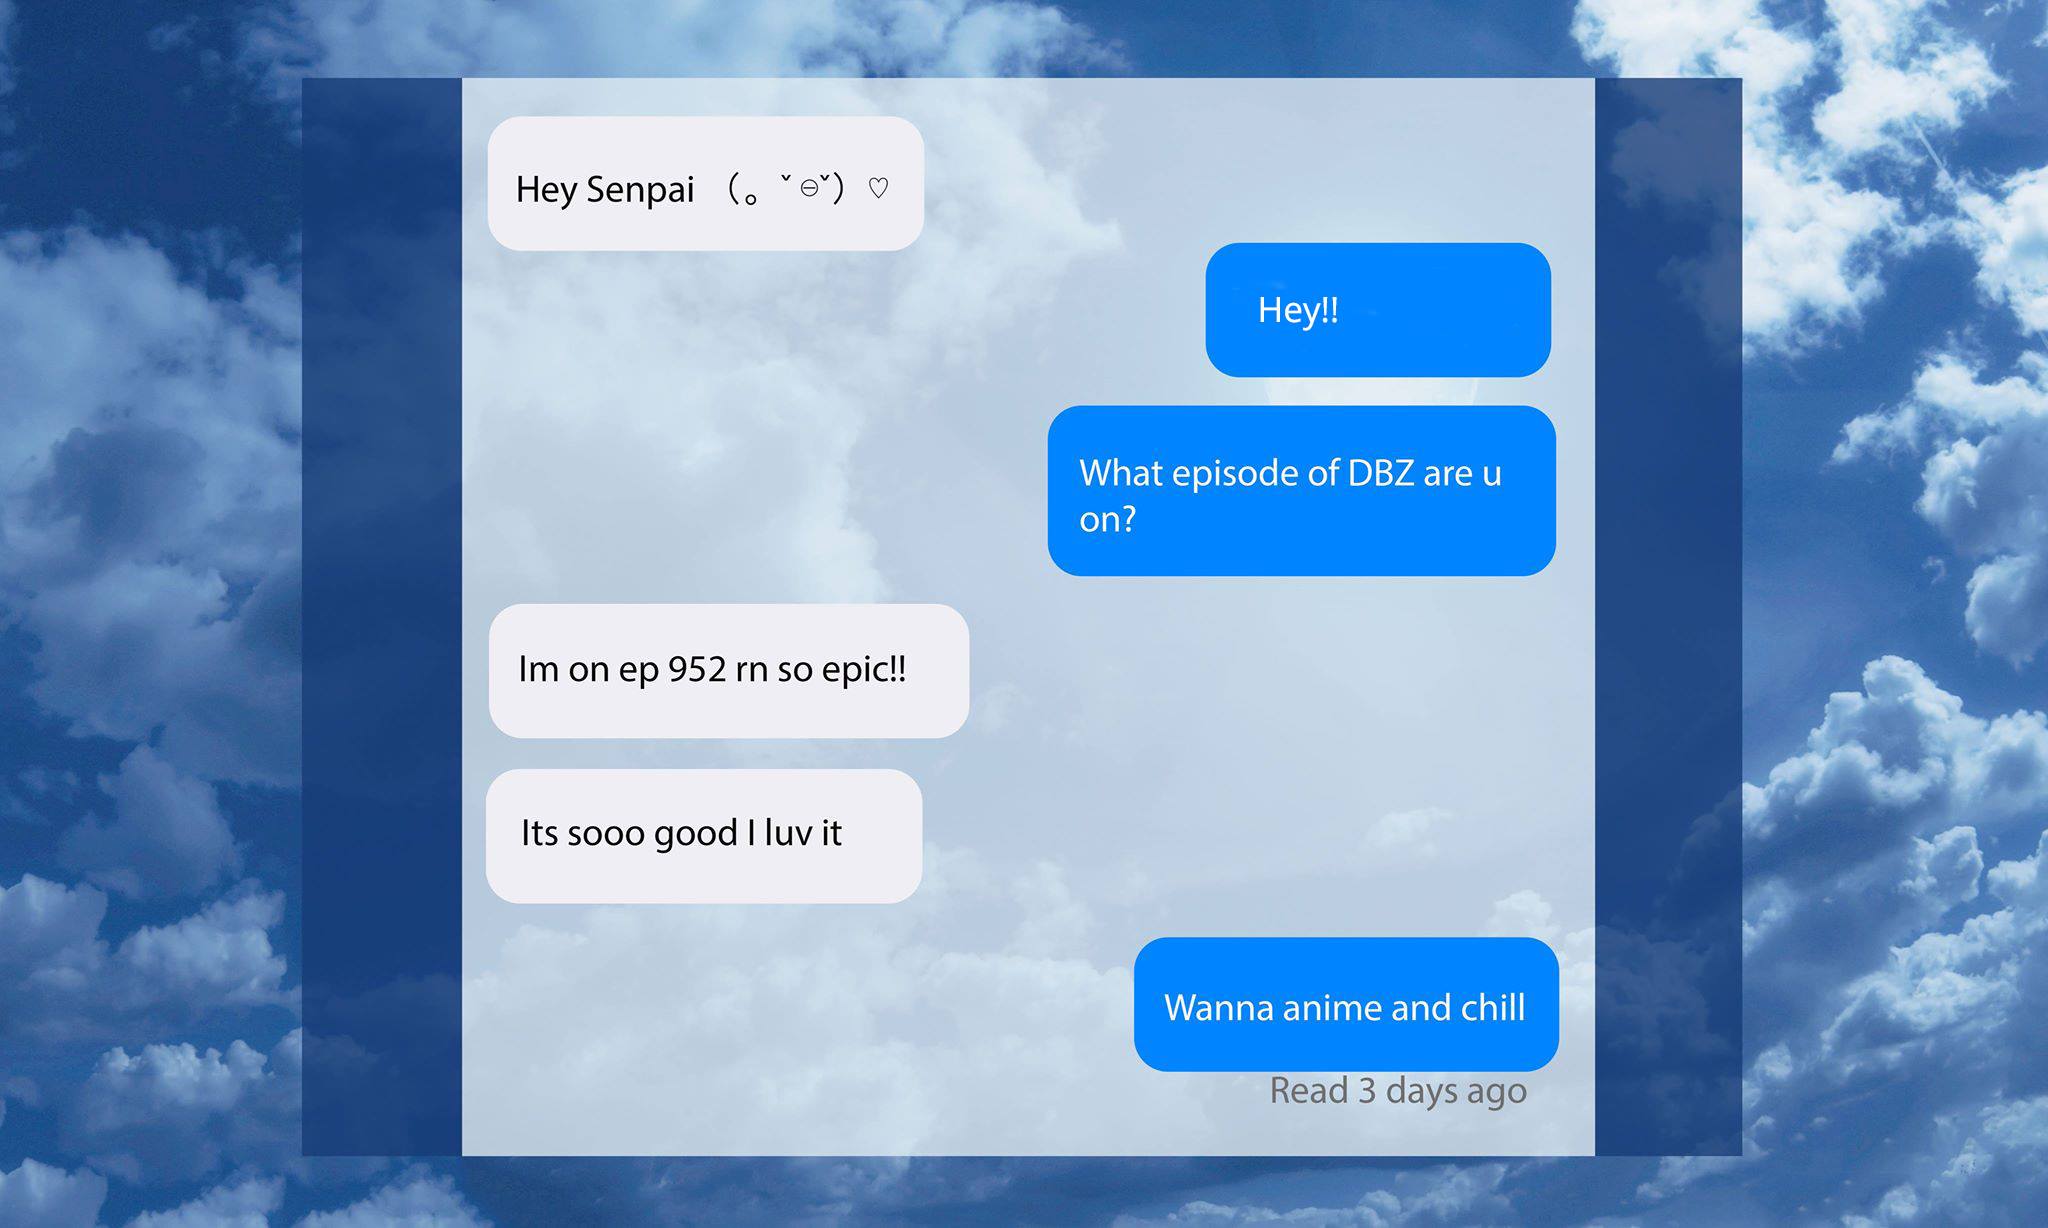 Hey Senpai （。ˇ ⊖ˇ）♡
Hey!!
What episode of DBZ are u
on?
Im on ep 952 rn so epic!!
Its sooo good I luv it
Wanna anime and chill
Read 3 days ago